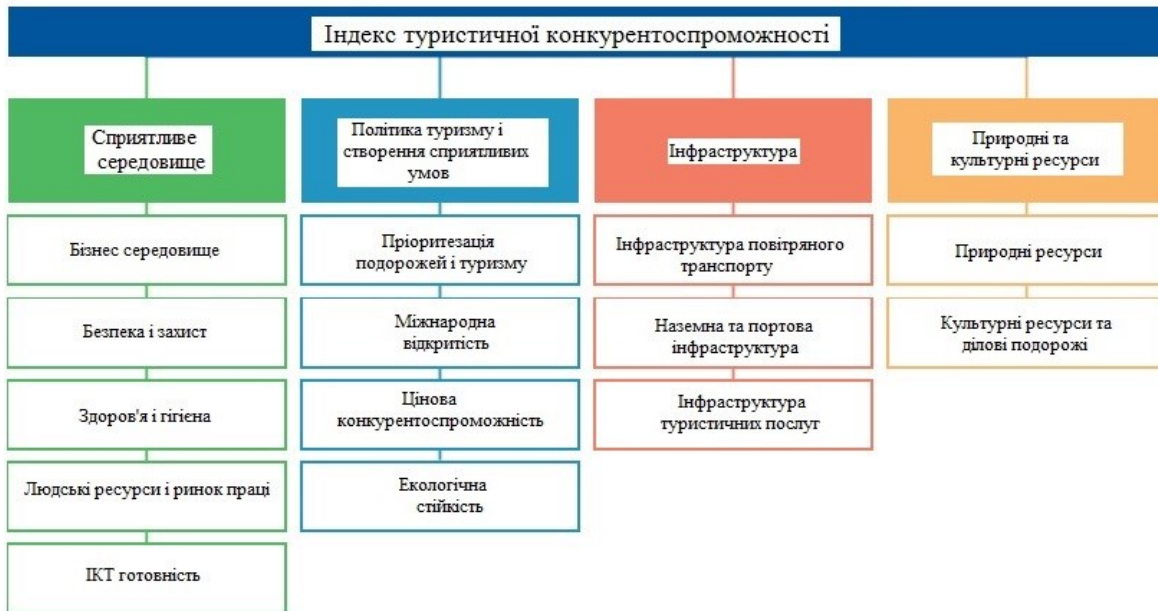 Індекс туристичної конкурентоспроможності
Сприятливе
середовище
Бізнес середовище
Безпека і захист
Здоров'я і гігієна
Людські ресурси і ринок праці
ІКТ готовність
Політика туризму і
створення сприятливих
умов
Пріоритезація
подорожей і туризму
Міжнародна
відкритість
Цінова
конкурентоспроможність
Екологічна
стійкість
Інфраструктура
Інфраструктура повітряного
транспорту
Наземна та портова
інфраструктура
Інфраструктура
туристичних послуг
Природні та
культурні ресурси
Природні ресурси
Культурні ресурси та
ділові подорожі